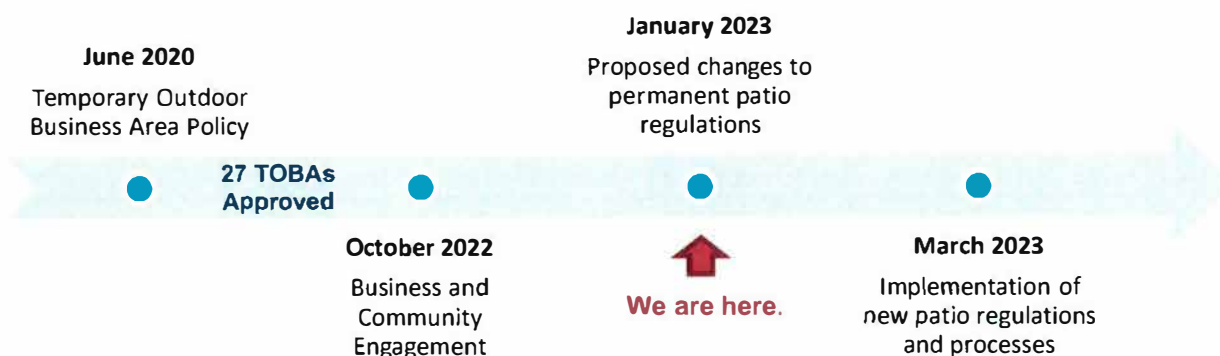 June 2020
Temporary Outdoor
Business Area Policy
27 TOBAs
Approved
October 2022
Business and
Community
Engagement
January 2023
Proposed changes to
permanent patio
regulations
We are here.
March 2023
Implementation of
new patio regulations
and processes